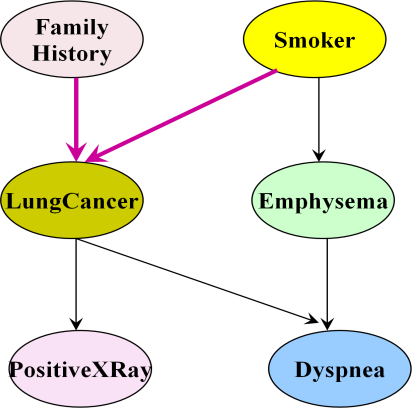 Family
History
Smoker
LungCancer
Emphysema
PositiveXRay
Dyspnea